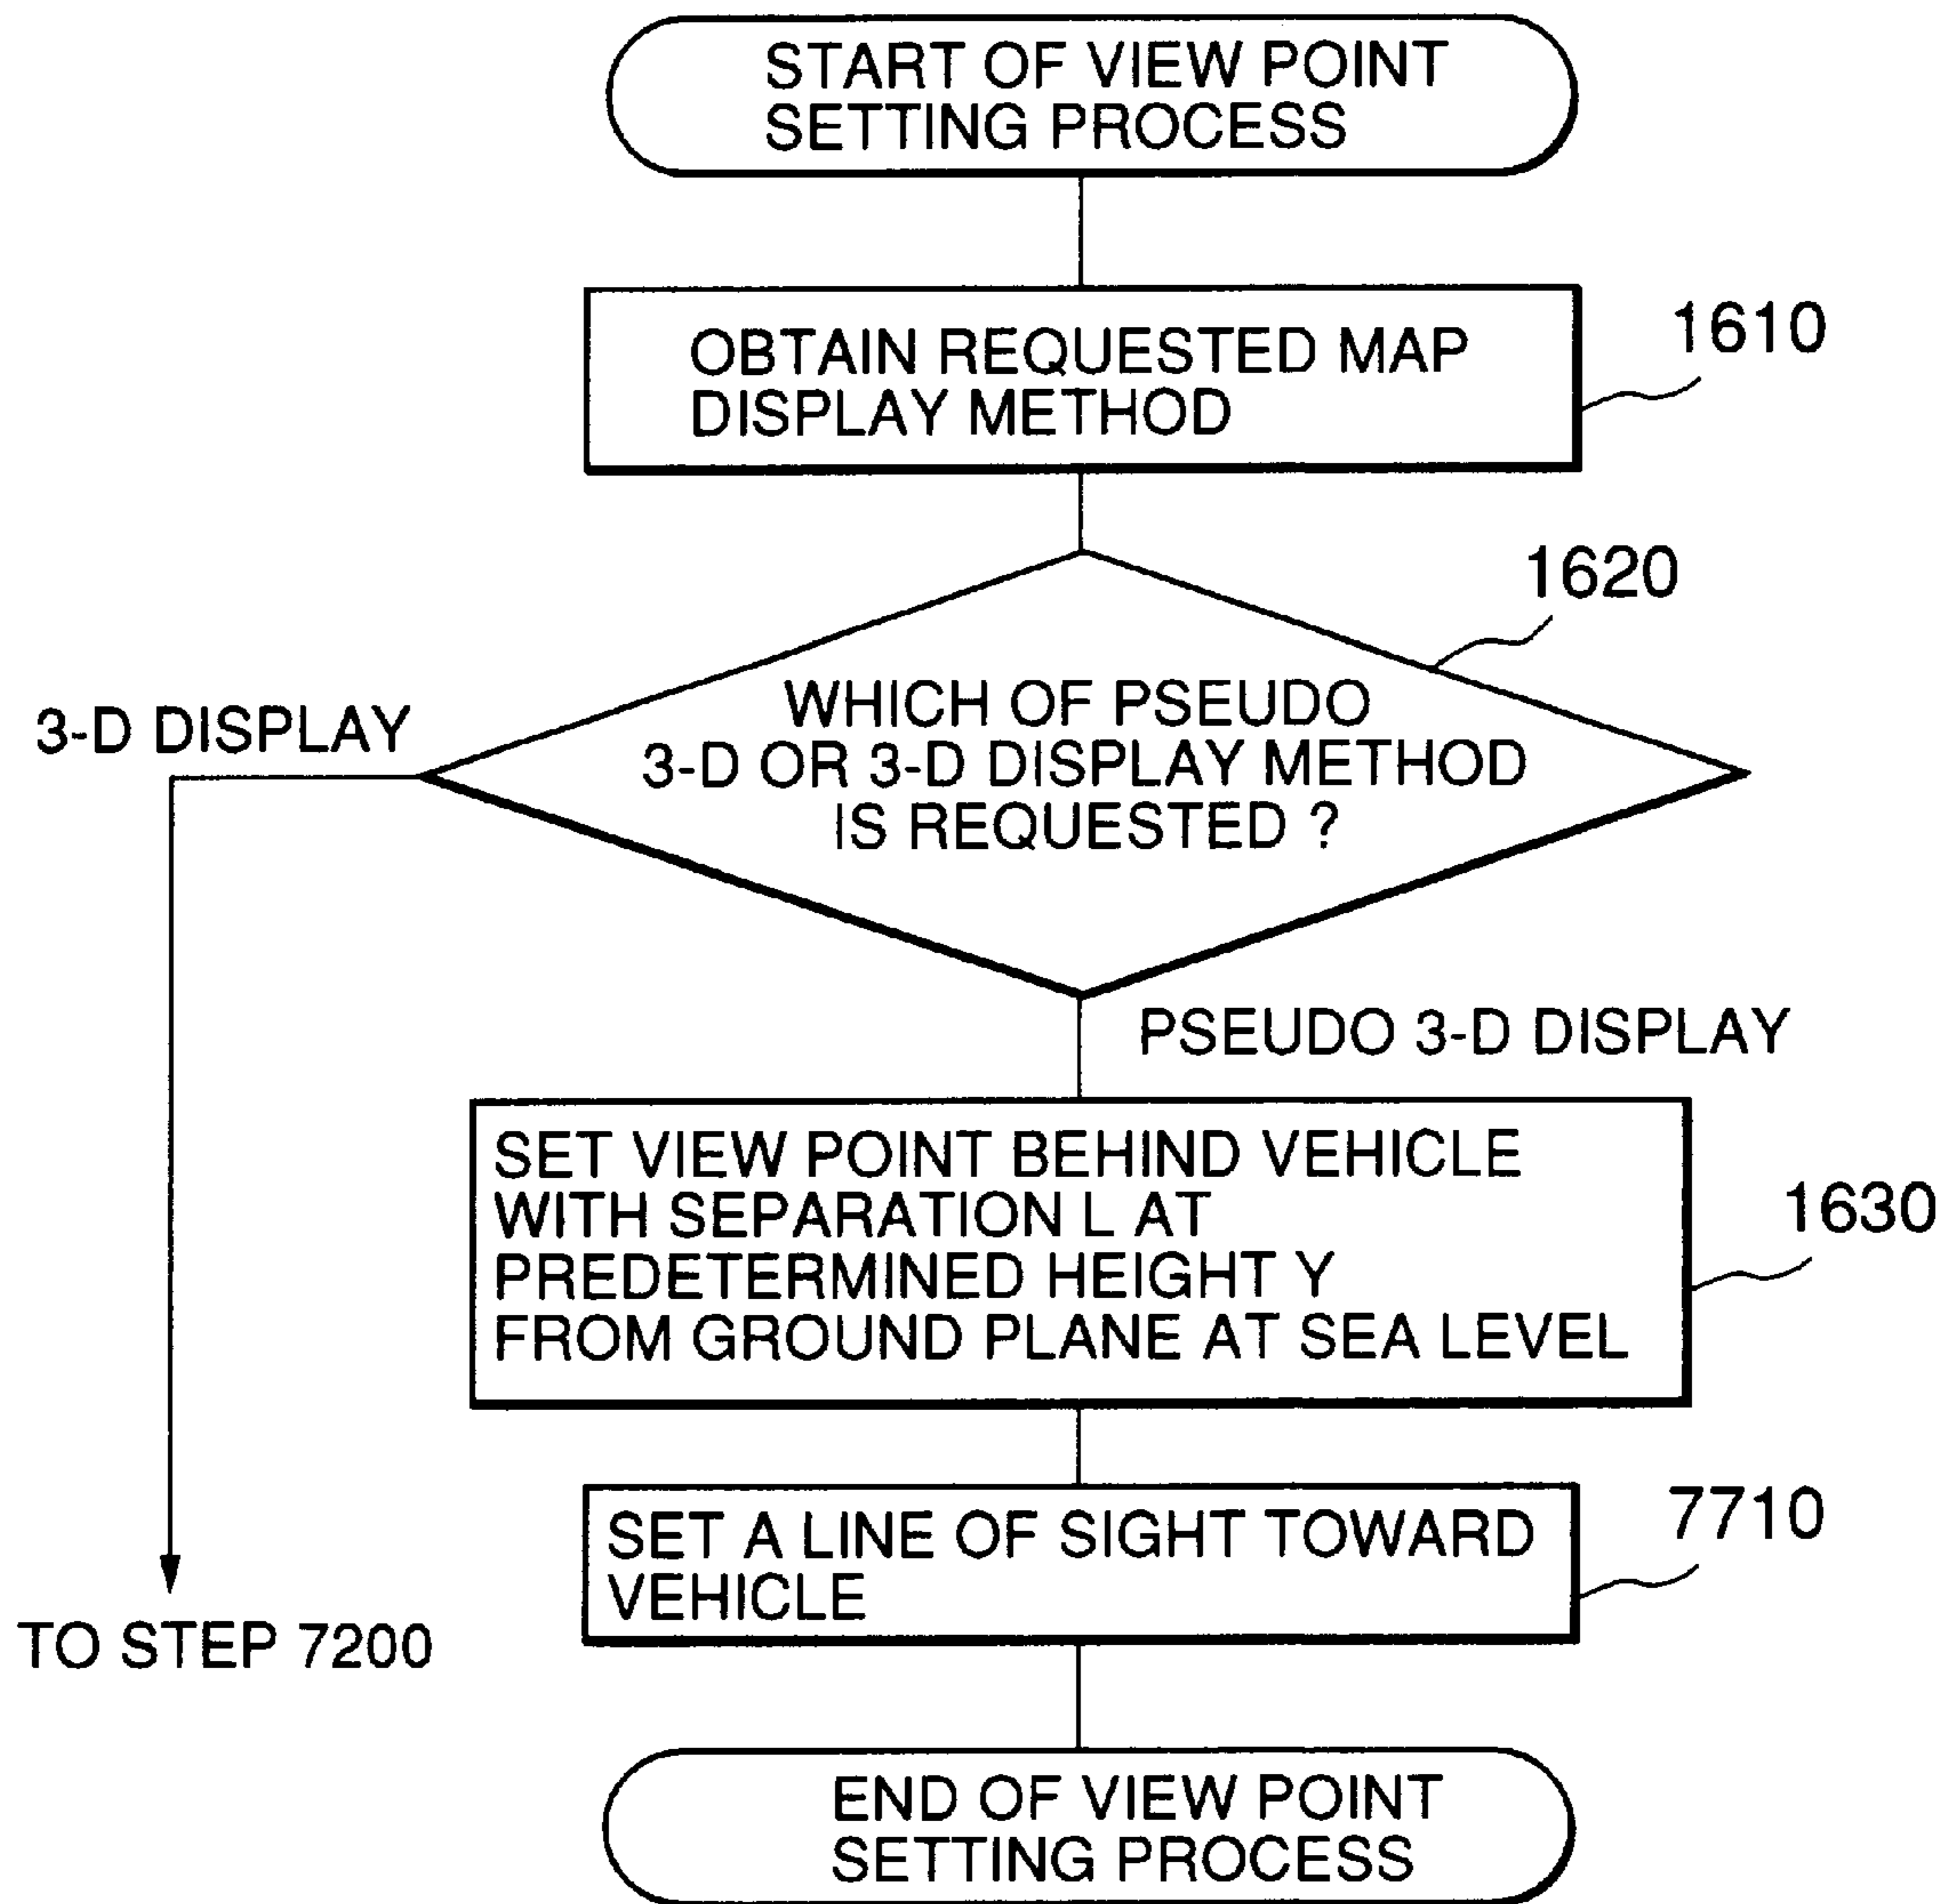 START OF VIEW POINT
SETTING PROCESS
OBTAIN REQUESTED MAP
DISPLAY METHOD
1610
1620
WHICH OF PSEUDO
3-D OR 3-D DISPLAY METHOD
IS REQUESTED ?
3-D DISPLAY
PSEUDO 3-D DISPLAY
SET VIEW POINT BEHIND VEHICLE
WITH SEPARATION L AT
PREDETERMINED HEIGHT Y
FROM GROUND PLANE AT SEA LEVEL
1630
SET A LINE OF SIGHT TOWARD
VEHICLE
7710
TO STEP 7200
END OF VIEW POINT
SETTING PROCESS